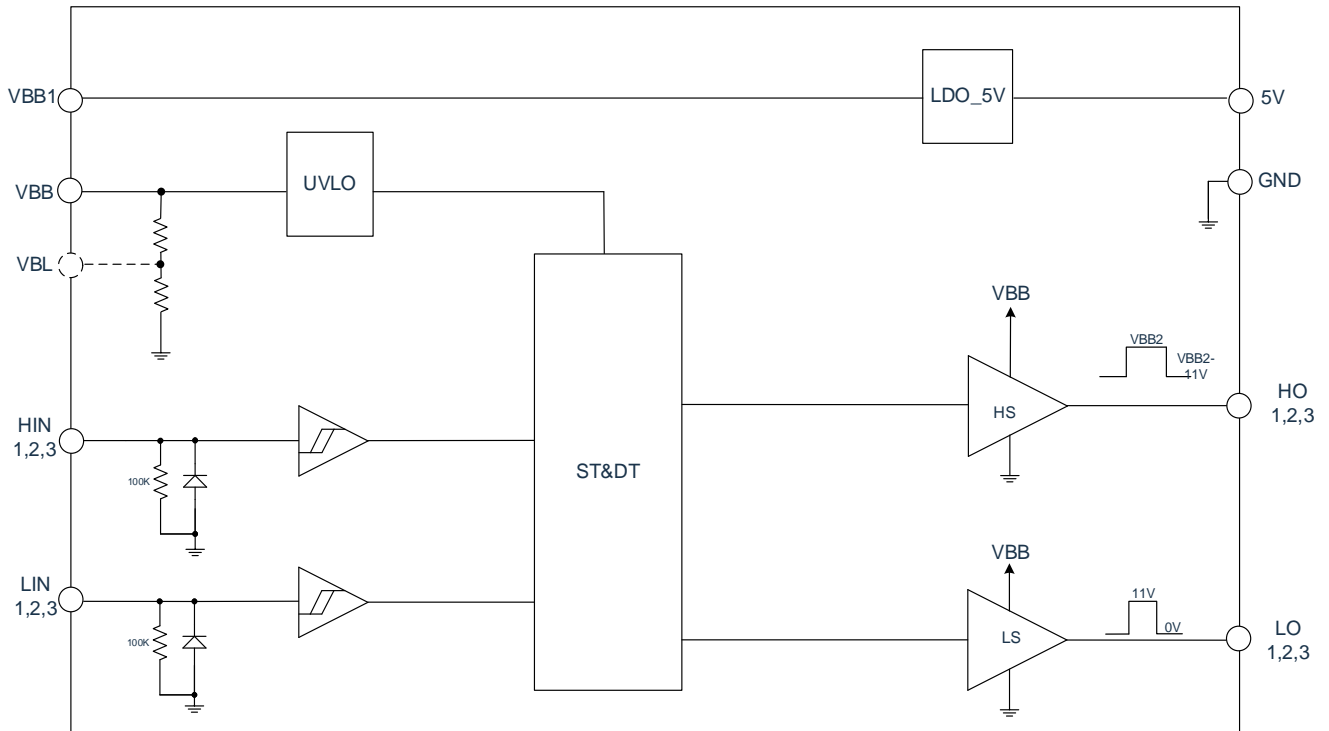 VBB1
LDO_5V
5V
VBB
UVLO
GND
VBL
VBB
VBB2
VBB2-
11V
HIN
1,2,3
HS
HO
1,2,3
100K
ST&DT
VBB
LIN
1,2,3
11V
0V
LS
LO
1,2,3
100K